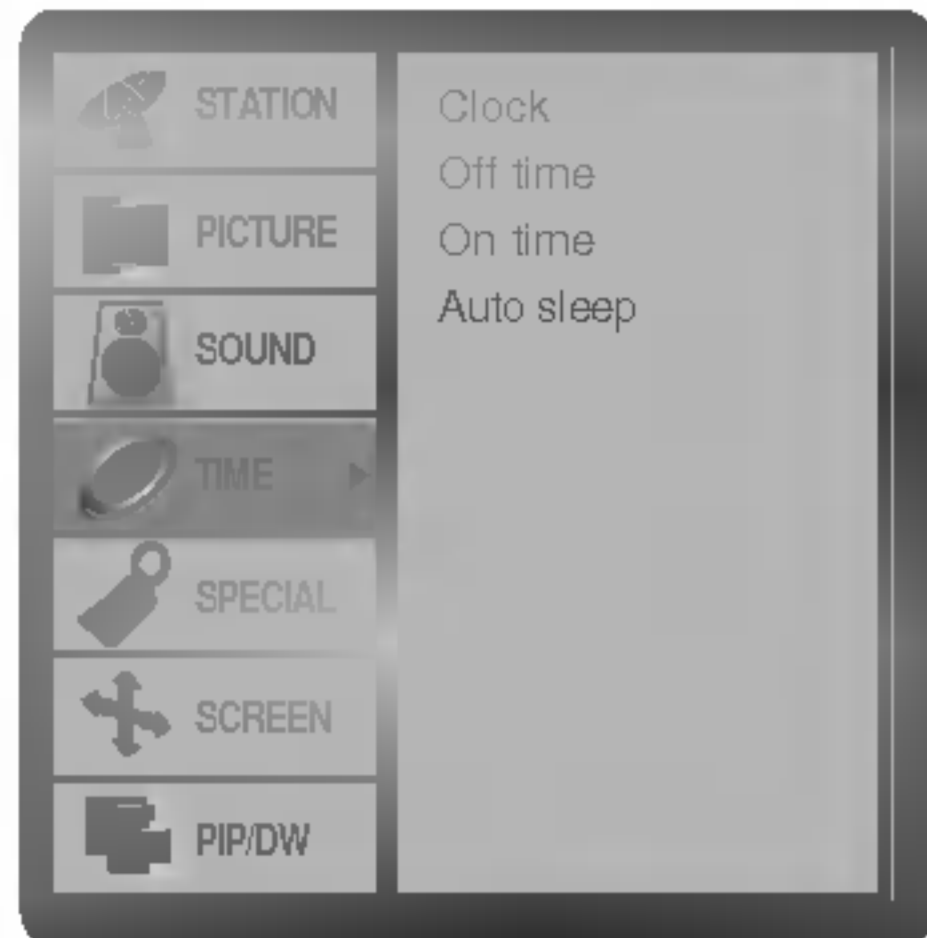 STATION
PICTURE
SOUND
TIME
SPECIAL
SCREEN
PIP/DW
Clock
Off time
On time
Auto sleep